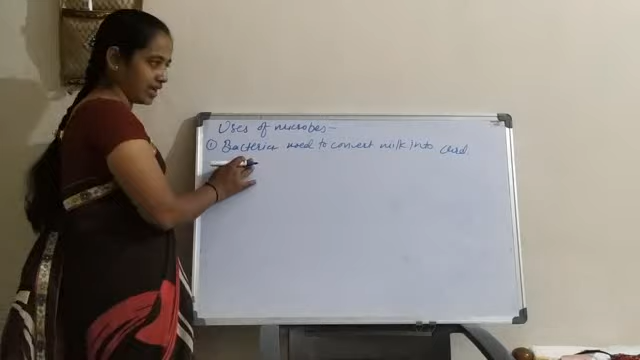 Uses of microbes -
① Bacteria used to convert milk into Curd.